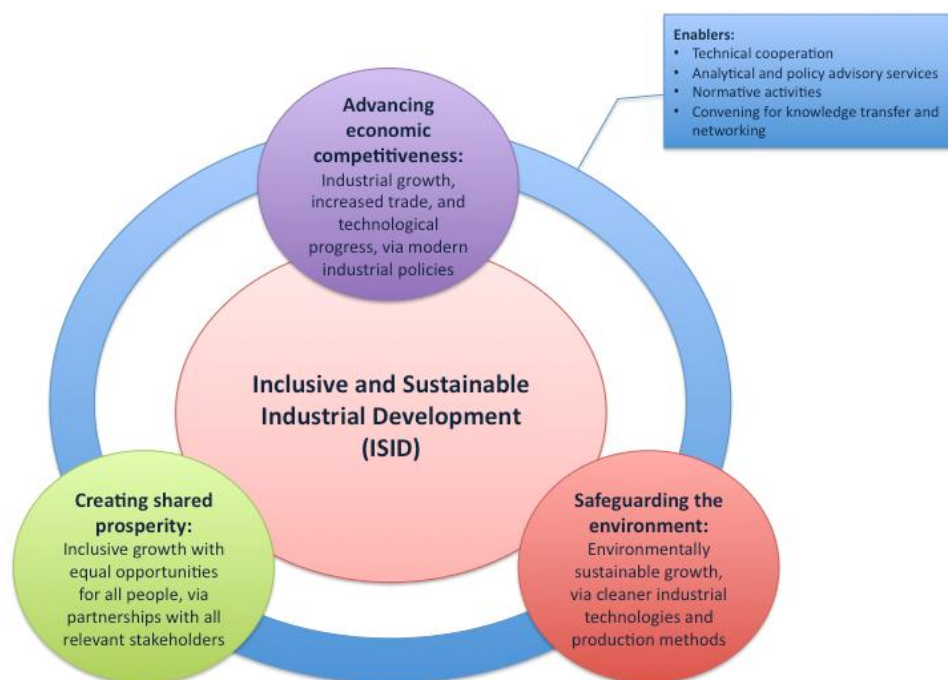 Enablers:
• Technical cooperation
• Analytical and policy advisory services
• Normative activities
• Convening for knowledge transfer and
networking
Advancing
economic
competitiveness:
Industrial growth,
increased trade, and
technological
progress, via modern
industrial policies
Inclusive and Sustainable
Industrial Development
(ISID)
Creating shared
prosperity:
Inclusive growth with
equal opportunities
for all people, via
partnerships with all
relevant stakeholders
Safeguarding the
environment:
Environmentally
sustainable growth,
via cleaner industrial
technologies and
production methods